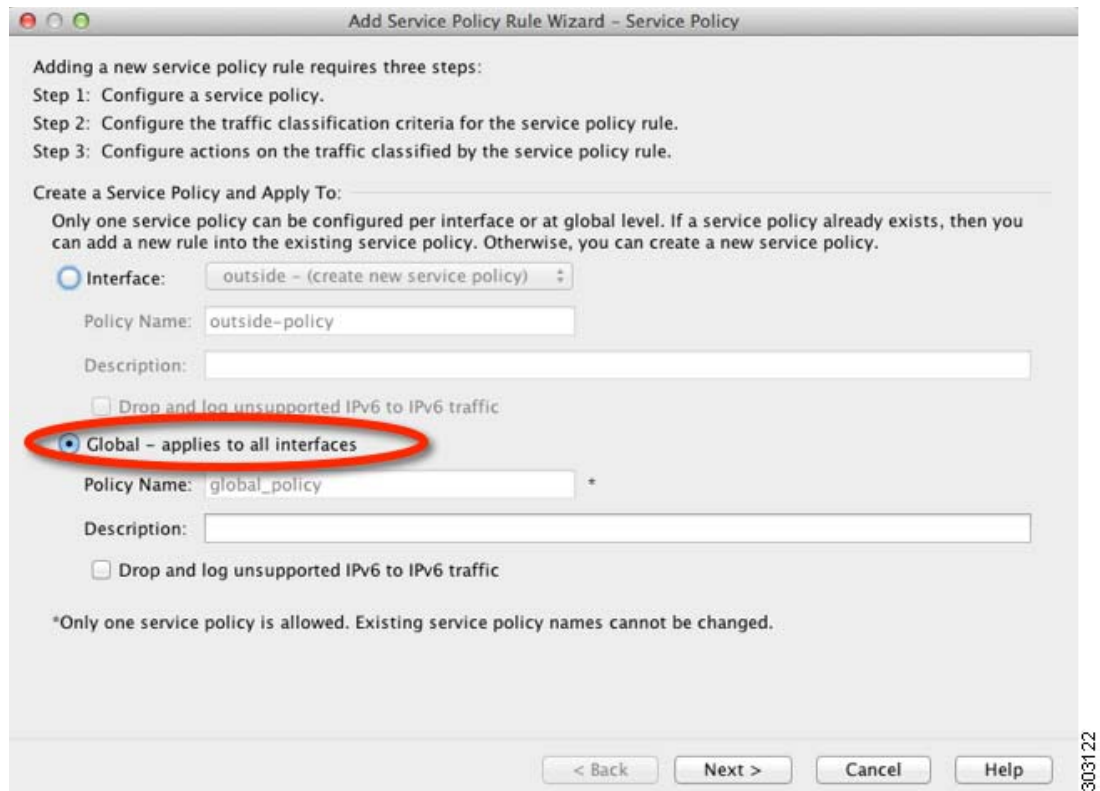 Add Service Policy Rule Wizard - Service Policy
Adding a new service policy rule requires three steps:
Step 1: Configure a service policy.
Step 2: Configure the traffic classification criteria for the service policy rule.
Step 3: Configure actions on the traffic classified by the service policy rule.
Create a Service Policy and Apply To:
Only one service policy can be configured per interface or at global level. If a service policy already exists, then you
can add a new rule into the existing service policy. Otherwise, you can create a new service policy.
Interface: outside - (create new service policy)
Policy Name: outside-policy
Description:
Drop and log unsupported IPv6 to IPv6 traffic
Global - applies to all interfaces
Policy Name: global_policy *
Description:
Drop and log unsupported IPv6 to IPv6 traffic
*Only one service policy is allowed. Existing service policy names cannot be changed.
< Back Next > Cancel Help
303122